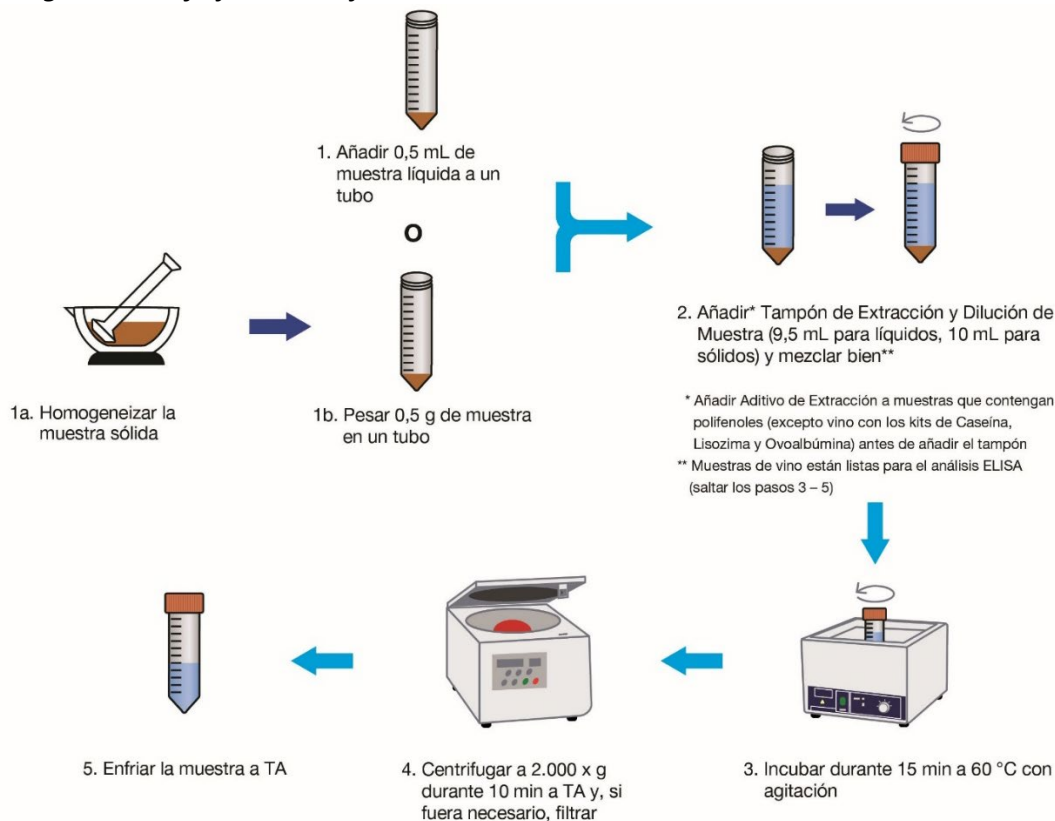 1. Añadir 0,5 mL de
muestra líquida a un
tubo
O
1a. Homogeneizar la
muestra sólida
1b. Pesar 0,5 g de muestra
en un tubo
2. Añadir* Tampón de Extracción y Dilución de
Muestra (9,5 mL para líquidos, 10 mL para
sólidos) y mezclar bien**
* Añadir Aditivo de Extracción a muestras que contengan
polifenoles (excepto vino con los kits de Caseína,
Lisozima y Ovoalbúmina) antes de añadir el tampón
** Muestras de vino están listas para el análisis ELISA
(saltar los pasos 3 – 5)
3. Incubar durante 15 min a 60 °C con
agitación
4. Centrifugar a 2.000 x g
durante 10 min a TA y, si
fuera necesario, filtrar
5. Enfriar la muestra a TA